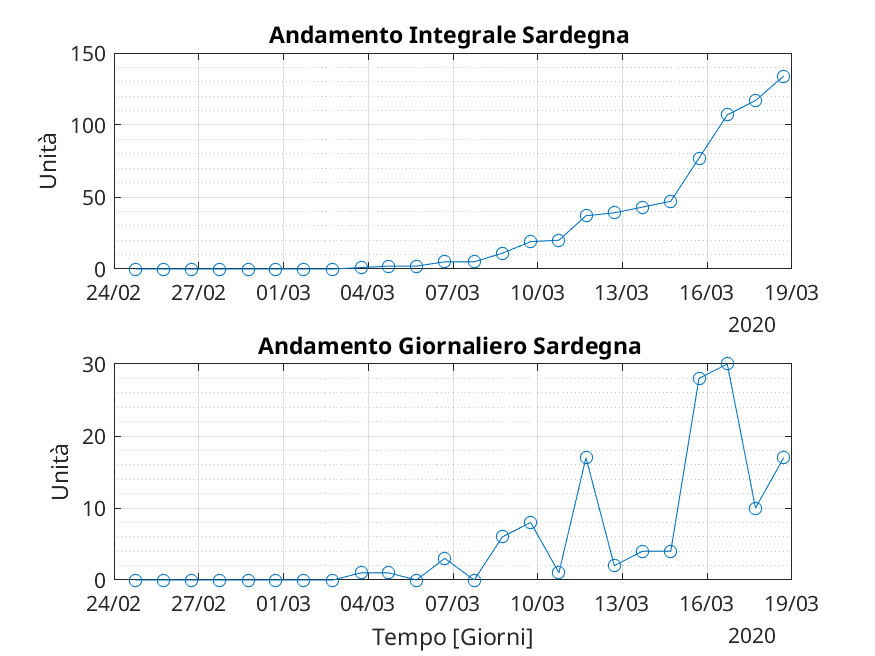 Andamento Integrale Sardegna
150
100
50
0
Unità
24/02 27/02 01/03 04/03 07/03 10/03 13/03 16/03 19/03
2020
Andamento Giornaliero Sardegna
30
20
10
0
Unità
24/02 27/02 01/03 04/03 07/03 10/03 13/03 16/03 19/03
Tempo [Giorni] 2020